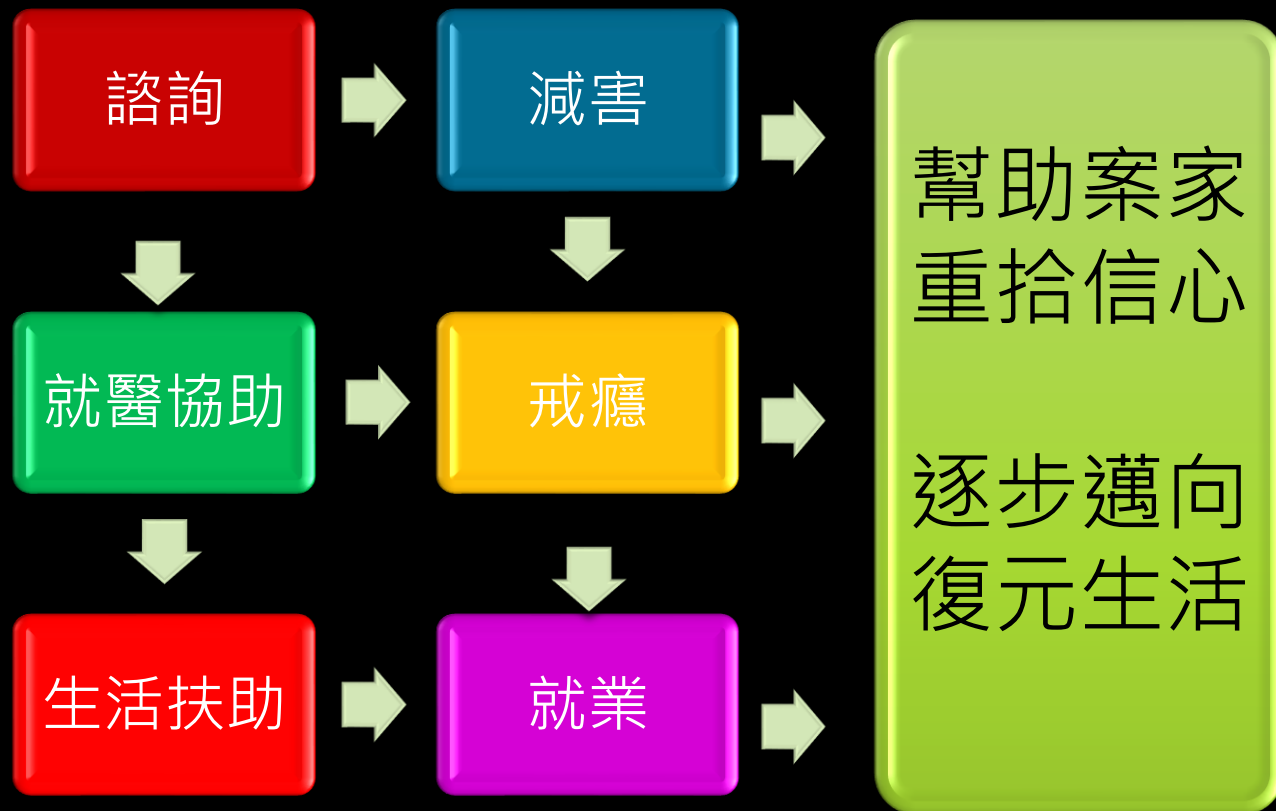 諮詢
減害
就醫協助
戒癮
生活扶助
就業
幫助案家
重拾信心
逐步邁向
復元生活